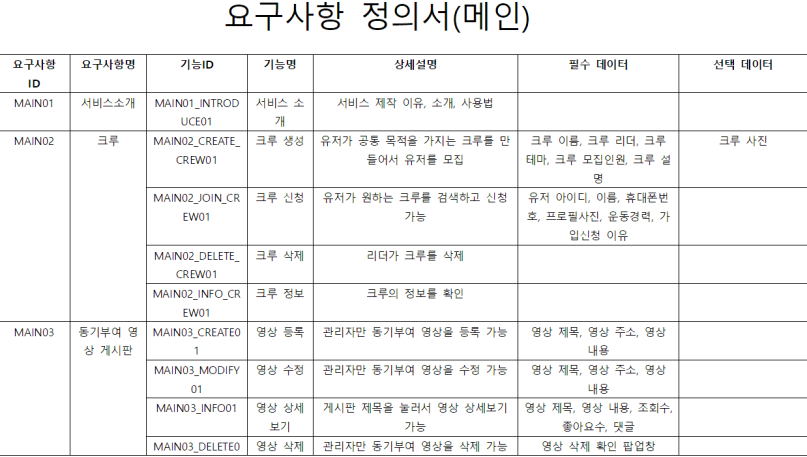 요구사항 정의서(메인)
요구사항 ID 요구사항명 기능ID 기능명 상세설명 필수 데이터 선택 데이터
MAIN01 서비스소개 MAIN01_INTRODUCE01 서비스 소개 서비스 제작 이유, 소개, 사용법
MAIN02 크루 MAIN02_CREATE_CREW01 크루 생성 유저가 공통 목적을 가지는 크루를 만들어서 유저를 모집 크루 이름, 크루 리더, 크루 테마, 크루 모집인원, 크루 설명 크루 사진
MAIN02_JOIN_CREW01 크루 신청 유저가 원하는 크루를 검색하고 신청 가능 유저 아이디, 이름, 휴대폰번호, 프로필사진, 운동경력, 가입신청 이유
MAIN02_DELETE_CREW01 크루 삭제 리더가 크루를 삭제
MAIN02_INFO_CREW01 크루 정보 크루의 정보를 확인
MAIN03 동기부여 영상 게시판 MAIN03_CREATE01 영상 등록 관리자만 동기부여 영상을 등록 가능 영상 제목, 영상 주소, 영상 내용
MAIN03_MODIFY01 영상 수정 관리자만 동기부여 영상을 수정 가능 영상 제목, 영상 주소, 영상 내용
MAIN03_INFO01 영상 상세보기 게시판 제목을 눌러서 영상 상세보기 가능 영상 제목, 영상 내용, 조회수, 좋아요수, 댓글
MAIN03_DELETE0 영상 삭제 관리자만 동기부여 영상을 삭제 가능 영상 삭제 확인 팝업창